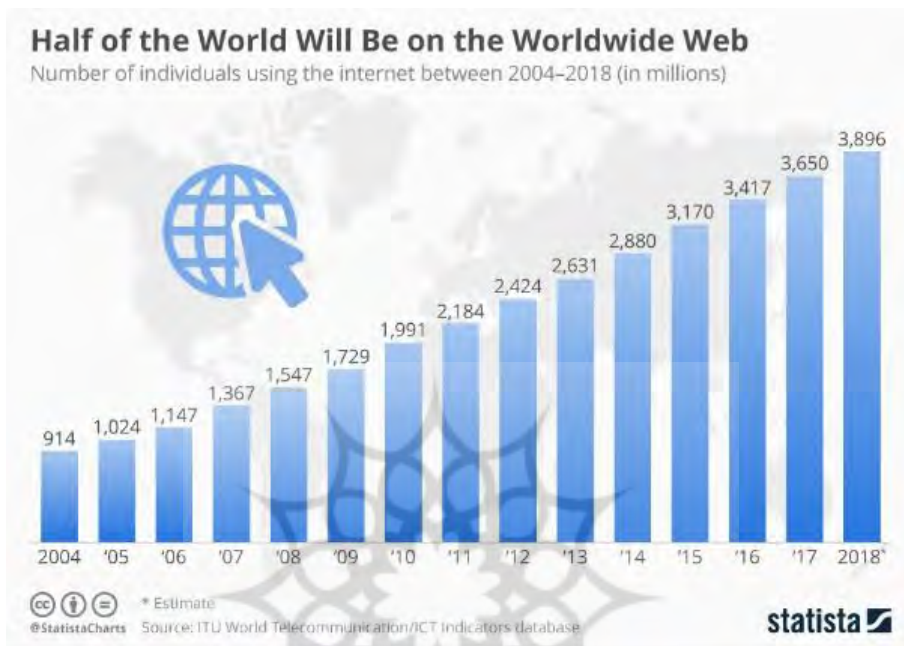 Half of the World Will Be on the Worldwide Web
Number of individuals using the internet between 2004–2018 (in millions)
914
1,024
1,147
1,367
1,547
1,729
1,991
2,184
2,424
2,631
2,880
3,170
3,417
3,650
3,896
2004 '05 '06 '07 '08 '09 '10 '11 '12 '13 '14 '15 '16 '17 2018*
cc
* Estimate
@StatistaCharts Source: ITU World Telecommunication/ICT Indicators database
statista